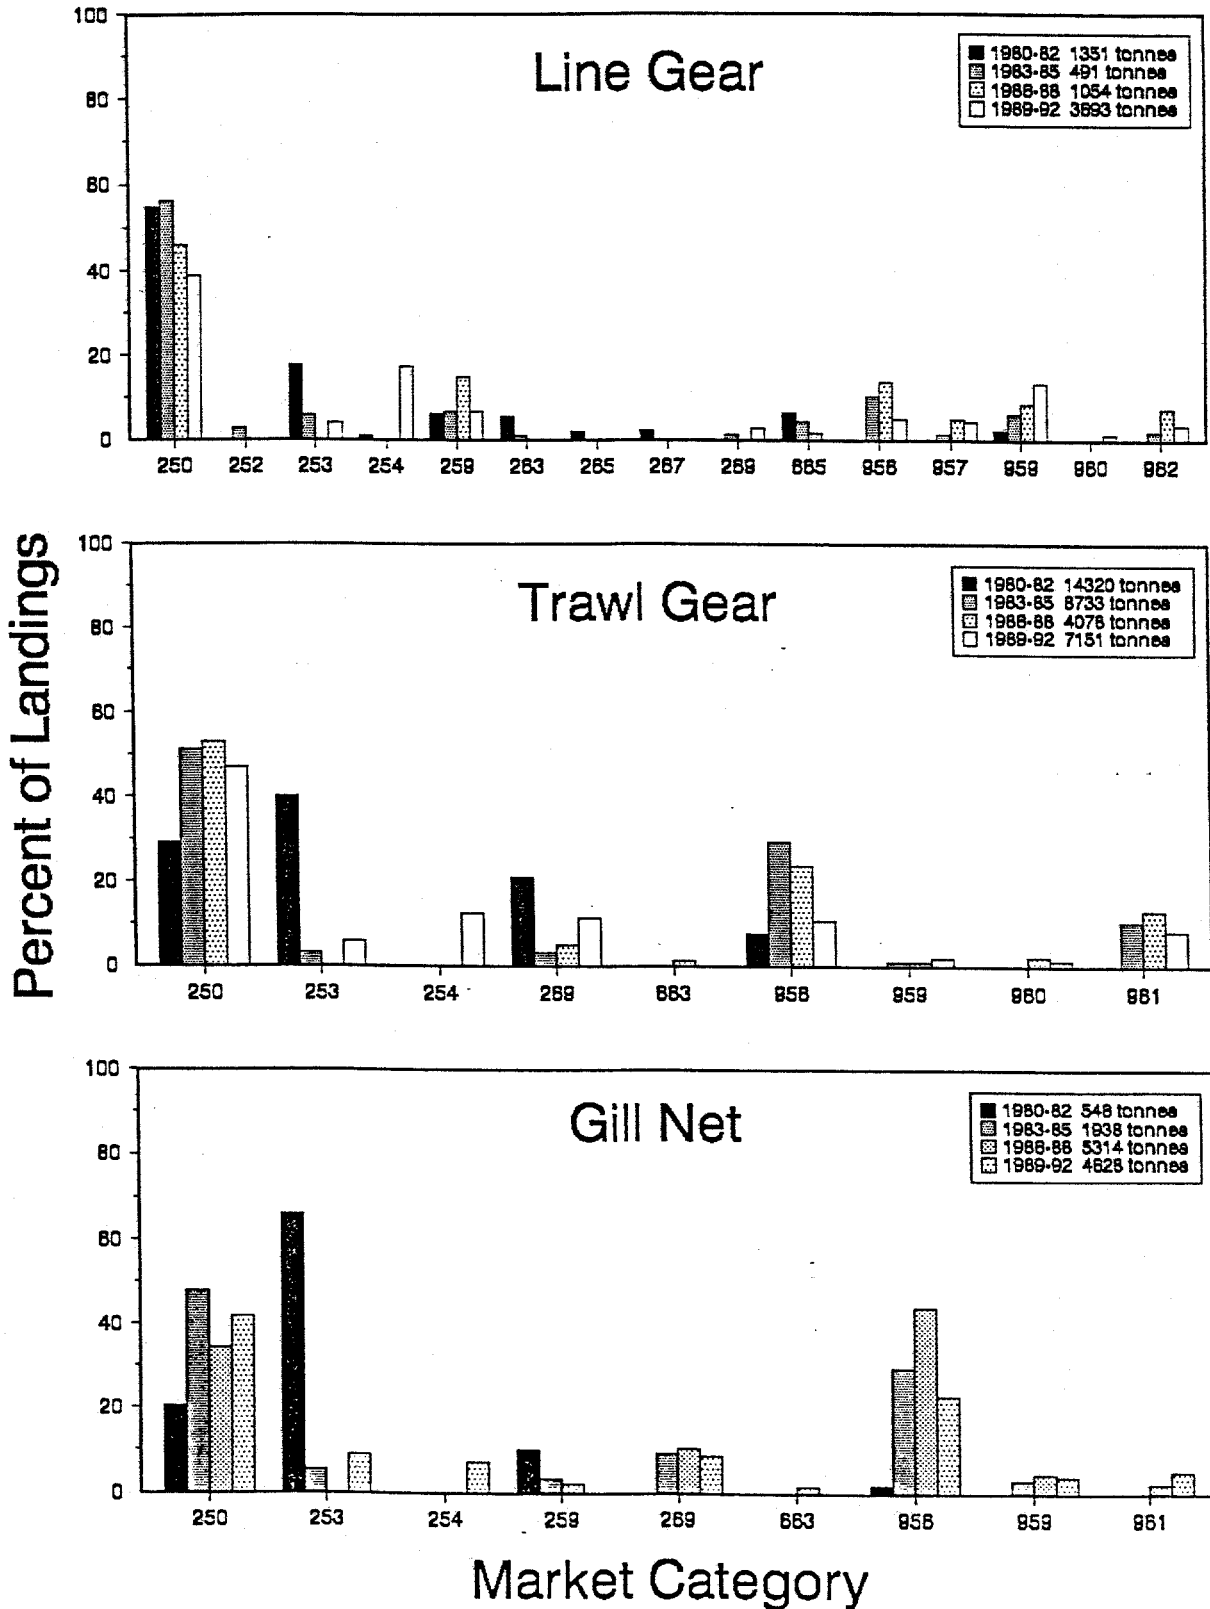 Percent of Landings
Line Gear
1980-82 1351 tonnes
1983-85 491 tonnes
1986-88 1054 tonnes
1989-92 3693 tonnes
100
80
60
40
20
0
250 252 253 254 259 263 265 267 269 665 956 957 959 960 962
Trawl Gear
1980-82 14320 tonnes
1983-85 8733 tonnes
1986-88 4076 tonnes
1989-92 7151 tonnes
100
80
60
40
20
0
250 253 254 269 663 956 959 960 961
Gill Net
1980-82 548 tonnes
1983-85 1938 tonnes
1986-88 5314 tonnes
1989-92 4628 tonnes
100
80
60
40
20
0
250 253 254 259 269 663 956 959 961
Market Category